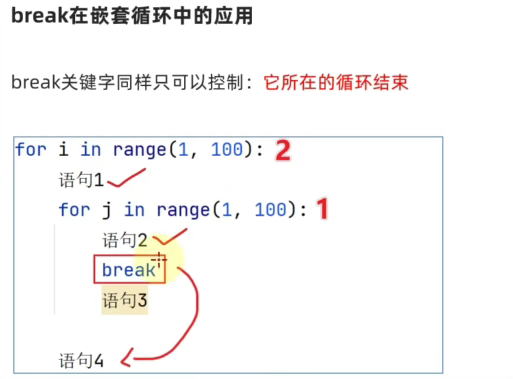 break在嵌套循环中的应用
break关键字同样只可以控制：它所在的循环结束
for i in range(1, 100): 2
语句1
for j in range(1, 100): 1
语句2
break
语句3
语句4